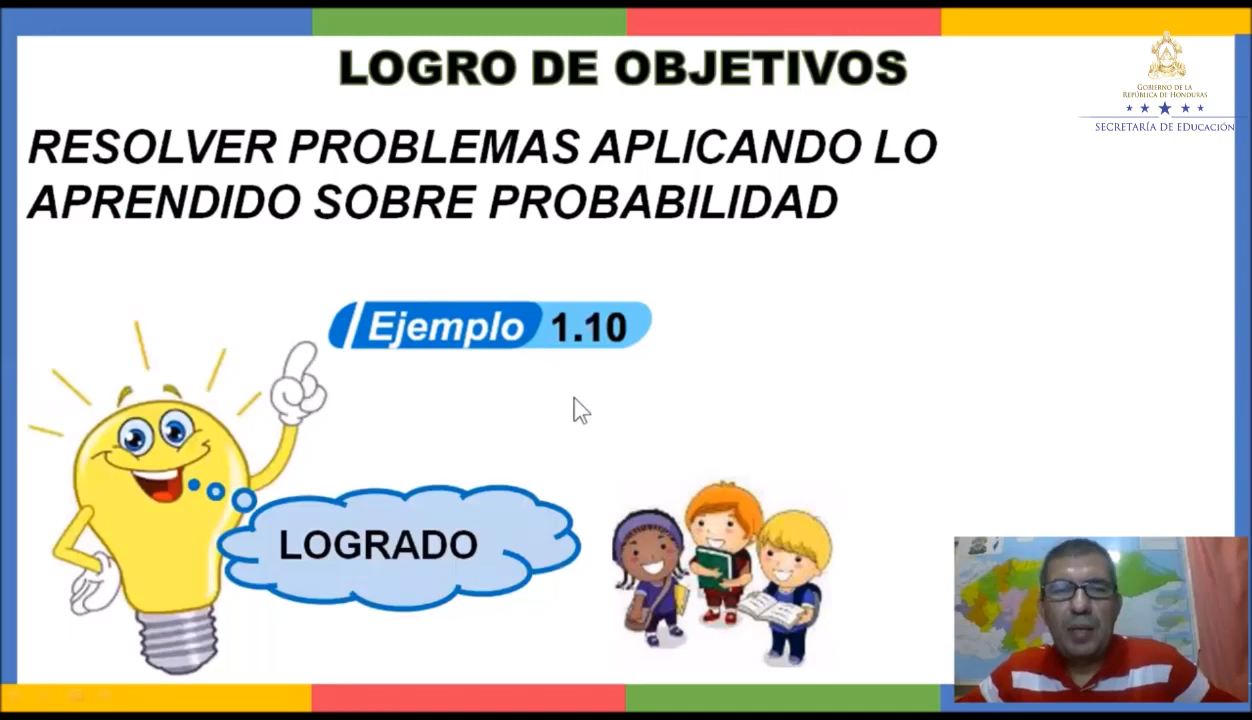 LOGRO DE OBJETIVOS
GOBIERNO DE LA
REPÚBLICA DE HONDURAS
SECRETARÍA DE EDUCACIÓN
RESOLVER PROBLEMAS APLICANDO LO
APRENDIDO SOBRE PROBABILIDAD
Ejemplo 1.10
LOGRADO